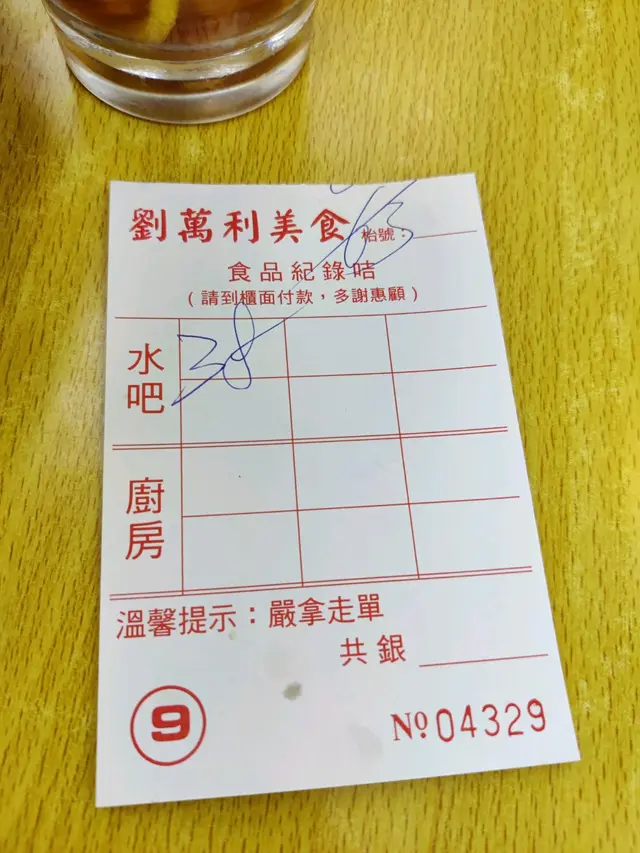 劉萬利美食
枱號：
食品紀錄咭
（請到櫃面付款，多謝惠顧）
38
水吧
廚房
溫馨提示：嚴拿走單
共銀
9
Nº 04329